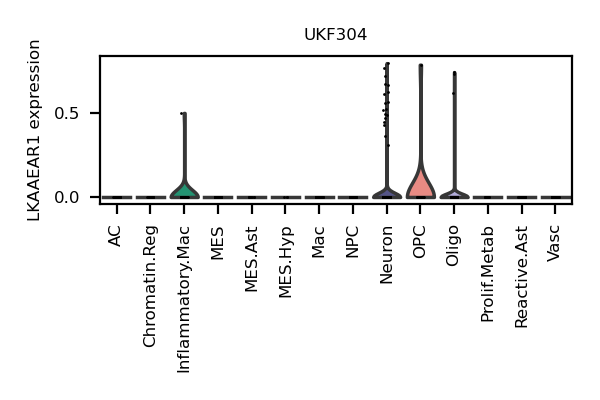 UKF304
LKAAEAR1 expression
0.5
0.0
AC
Chromatin.Reg
Inflammatory.Mac
MES
MES.Ast
MES.Hyp
Mac
NPC
Neuron
OPC
Oligo
Prolif.Metab
Reactive.Ast
Vasc